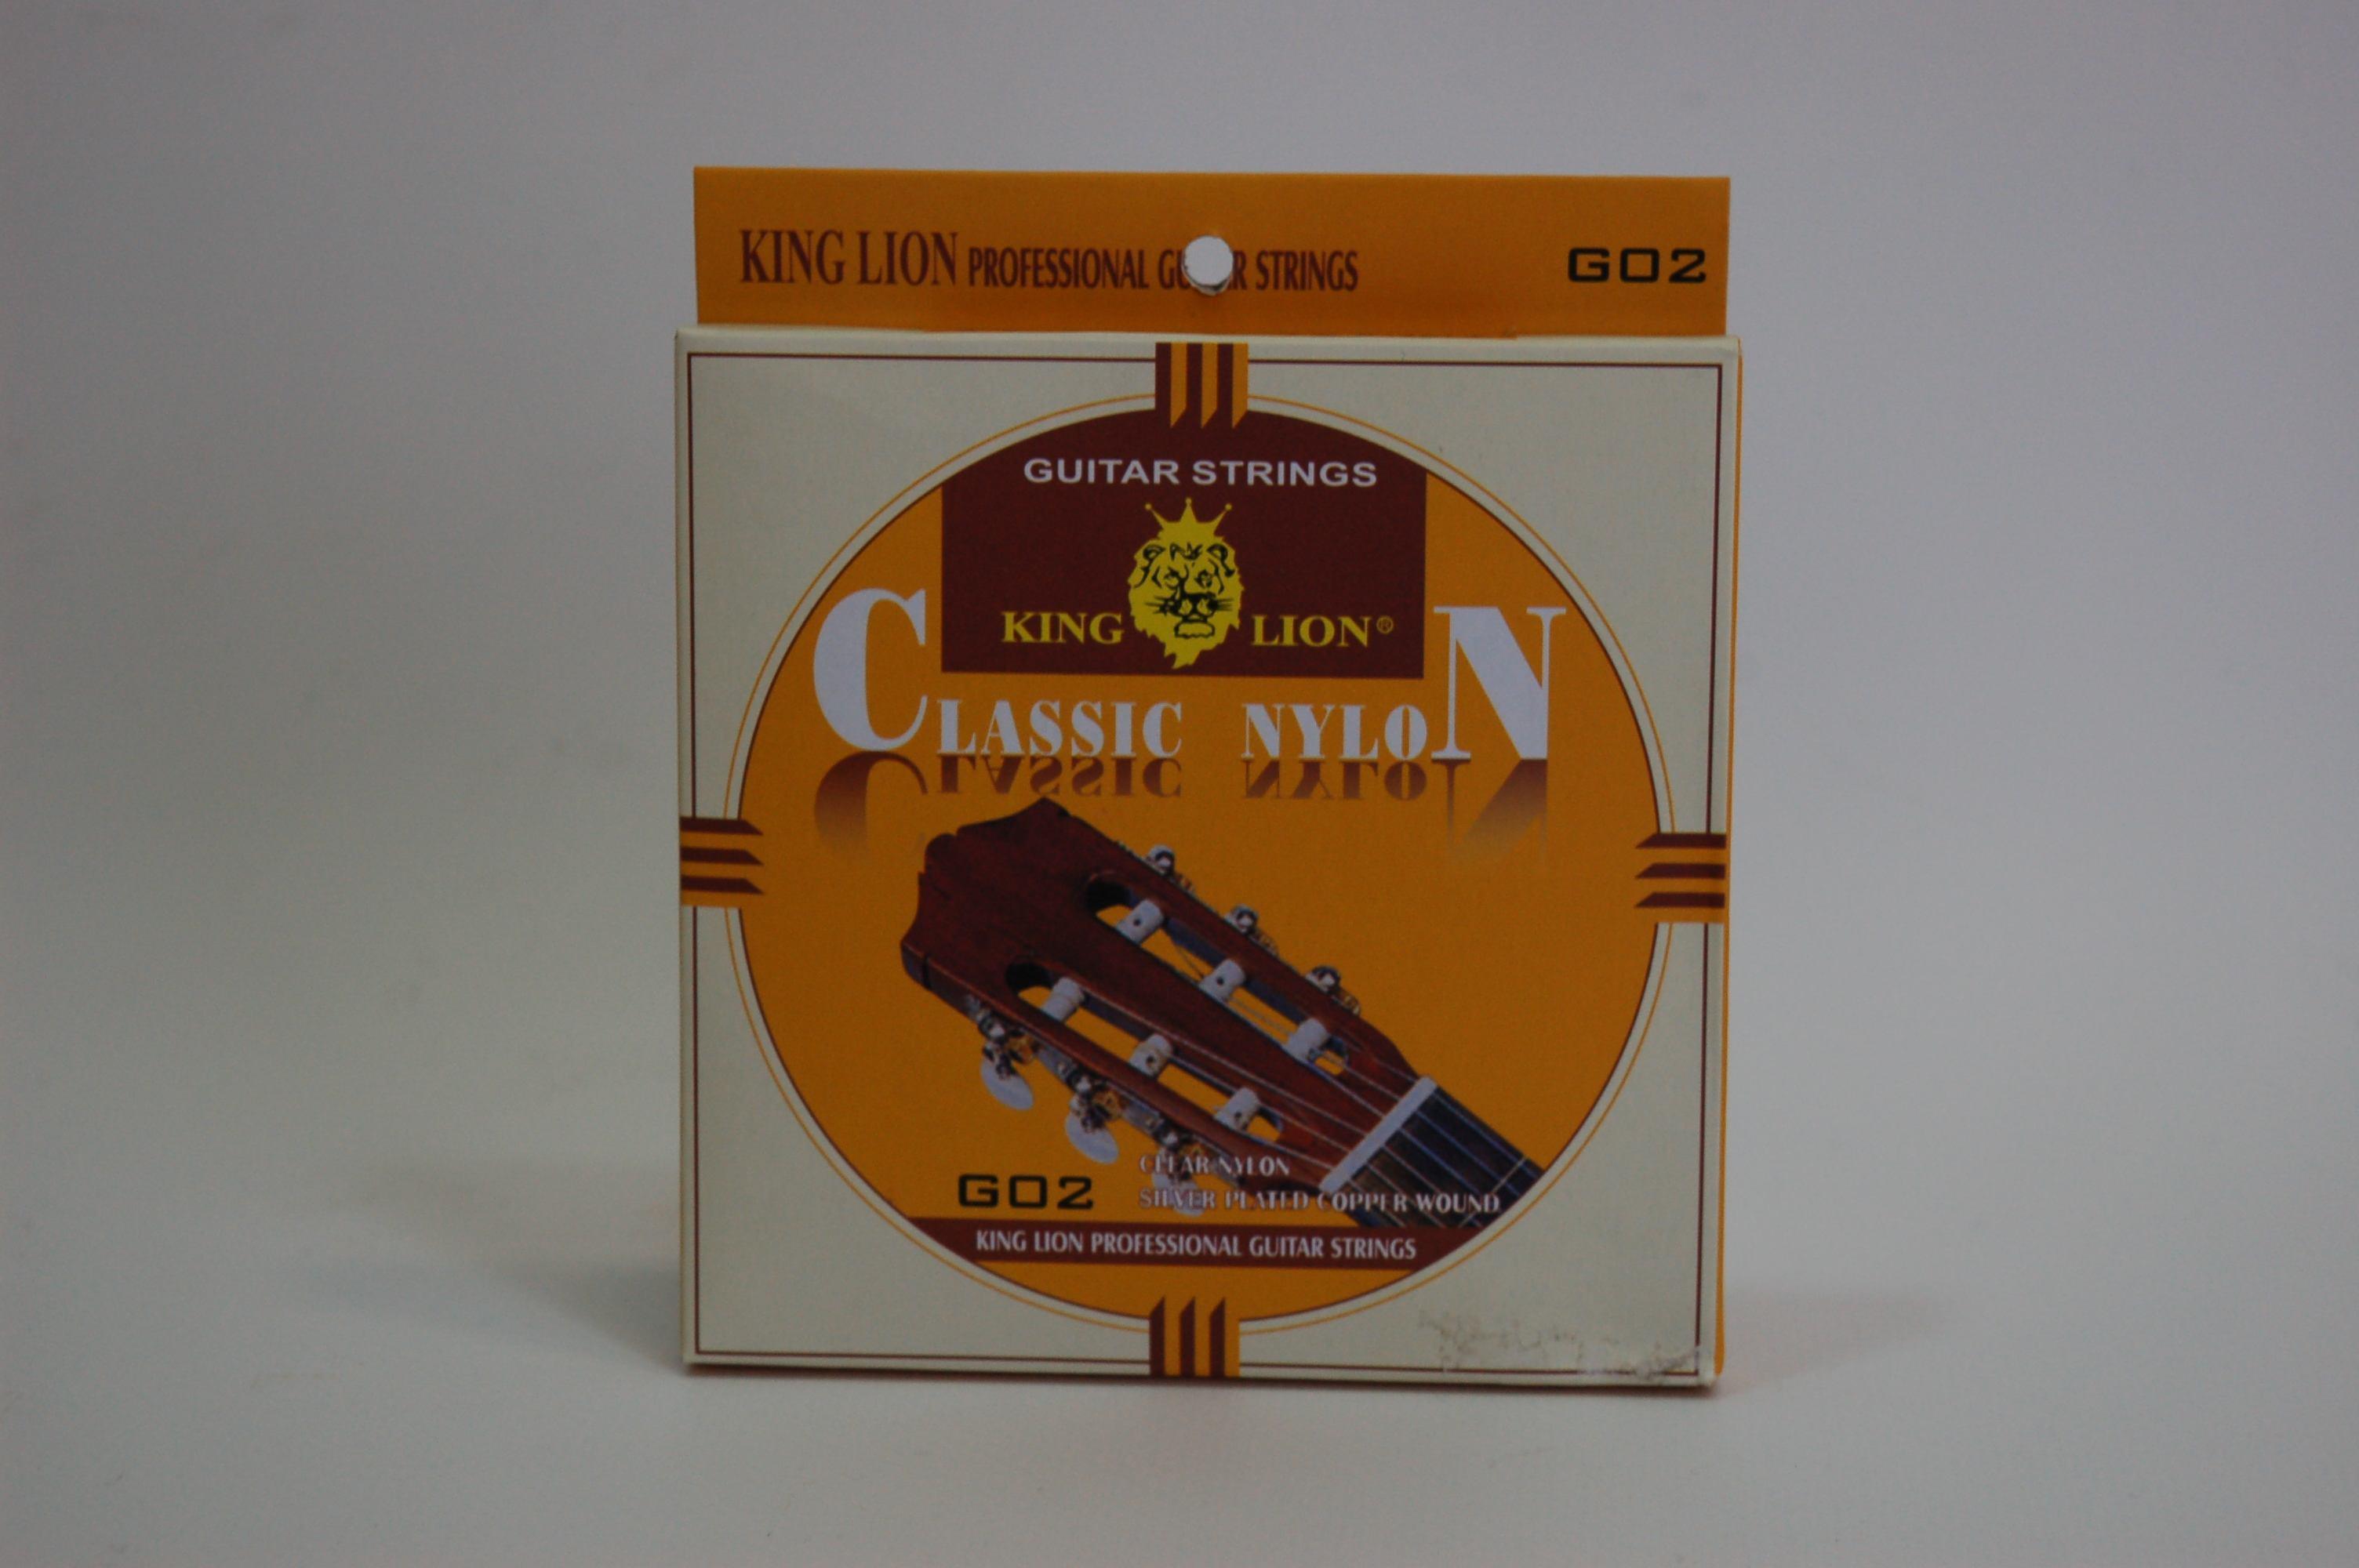 KING LION PROFESSIONAL GUITAR STRINGS G02
GUITAR STRINGS
KING LION®
CLASSIC NYLON
CLEAR NYLON
G02 SILVER PLATED COPPER WOUND
KING LION PROFESSIONAL GUITAR STRINGS